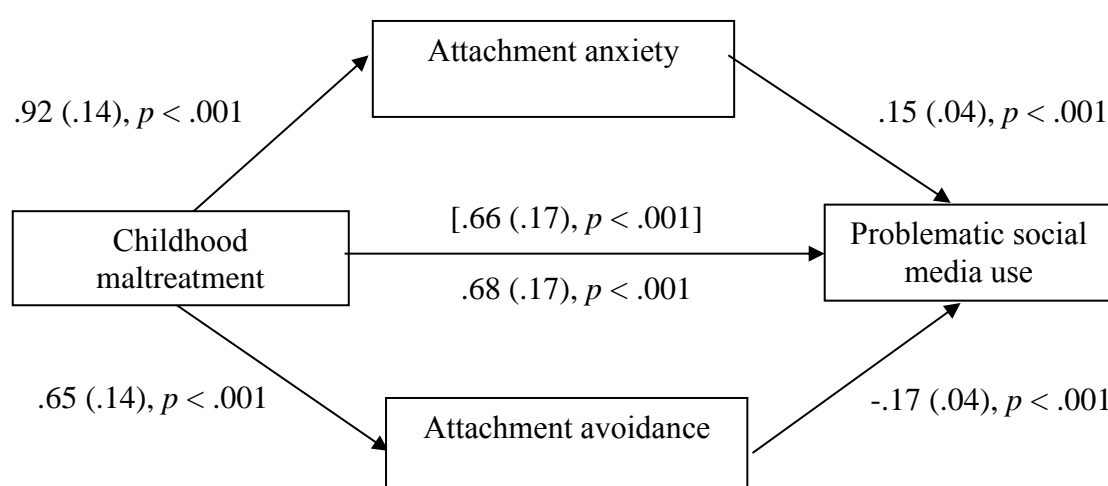 Attachment anxiety
.92 (.14), p < .001
.15 (.04), p < .001
Childhood
maltreatment
[.66 (.17), p < .001]
.68 (.17), p < .001
Problematic social
media use
.65 (.14), p < .001
-.17 (.04), p < .001
Attachment avoidance